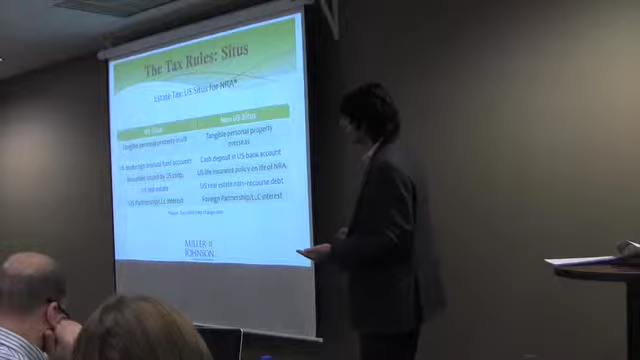 The Tax Rules: Situs
Estate Tax: US Situs for NRA*
US Situs Non US Situs
Tangible personal property in US Tangible personal property overseas
US brokerage mutual fund accounts Cash deposit in US bank account
Securities issued by US corp. US life insurance policy on life of NRA
US real estate US real estate non-recourse debt
US Partnership/LLC interest Foreign Partnership/LLC interest
MILLER
JOHNSON